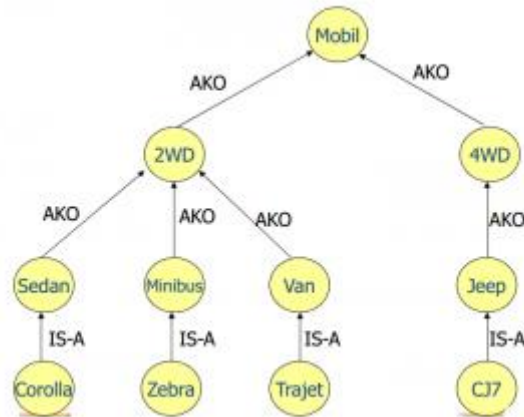 Mobil
AKO
AKO
2WD
4WD
AKO
AKO
AKO
AKO
Sedan
Minibus
Van
Jeep
IS-A
IS-A
IS-A
IS-A
Corolla
Zebra
Trajet
CJ7